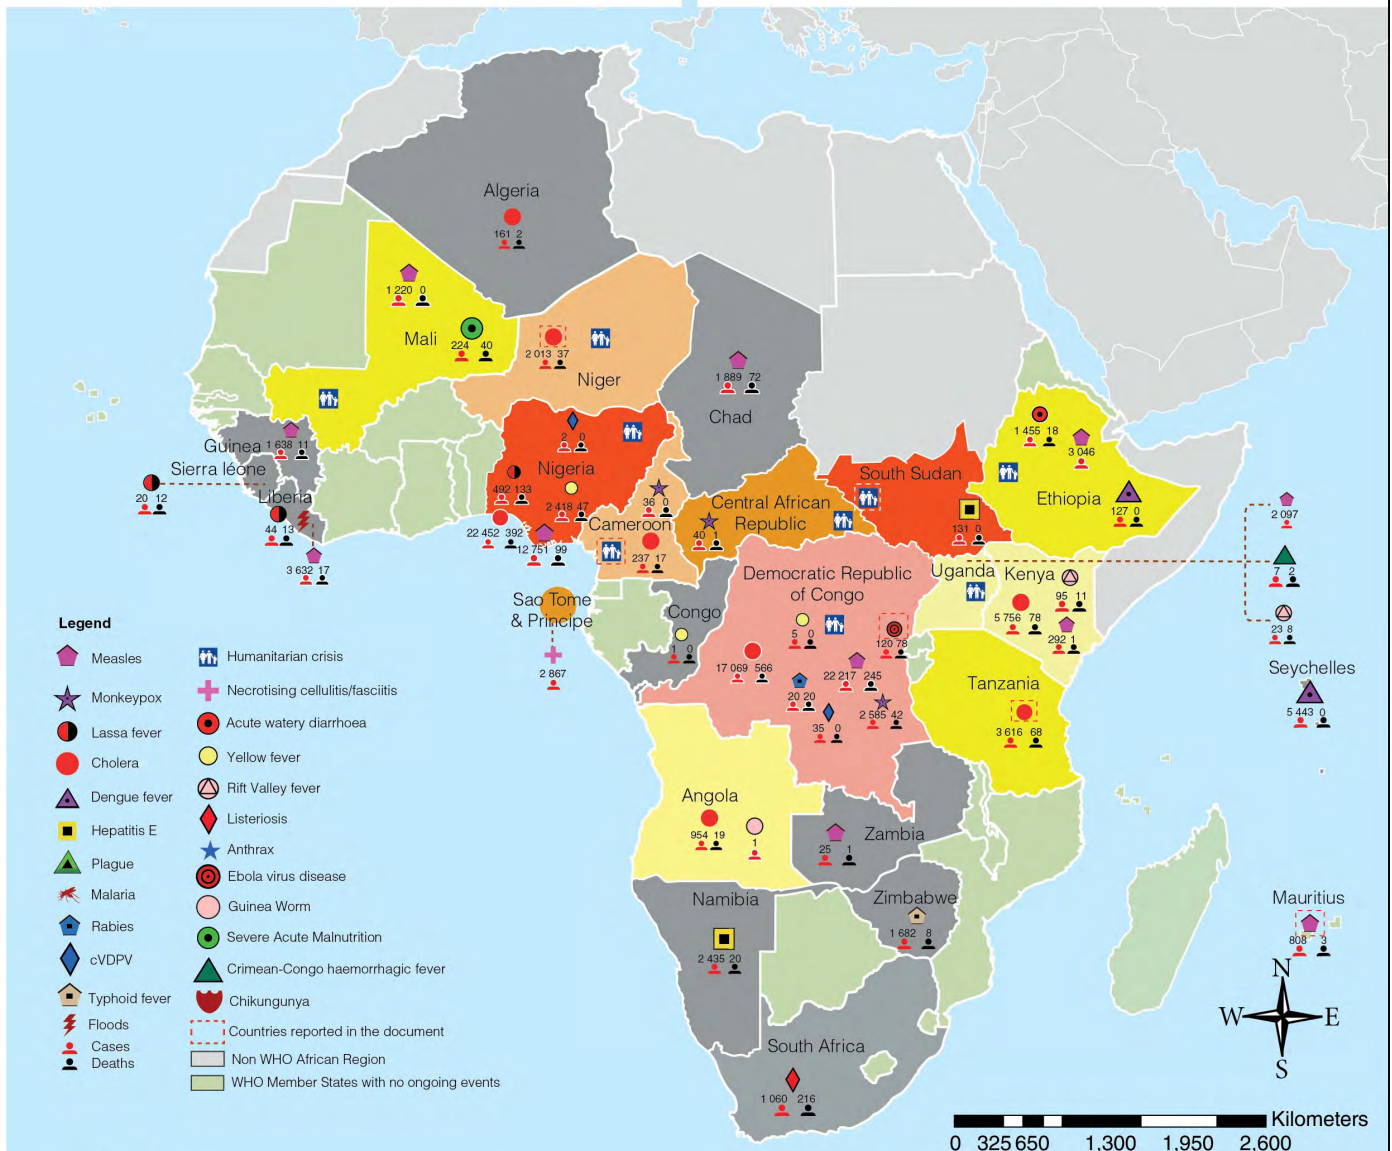 Algeria
161 2
1 220 0
Mali
224 40
2 013 37
Niger
1 889 72
Chad
Guinea
1 638 11
Sierra léone
20 12
Liberia
44 13
3 632 17
2 0
Nigeria
492 133
2 418 47
22 452 392
12 751 99
36 0
Cameroon
237 17
Central African
Republic
40 1
South Sudan
131 0
1 455 18
3 046
Ethiopia
127 0
Uganda
Kenya
95 11
5 756 78
292 1
2 097
7 2
23 8
Seychelles
5 443 0
Sao Tome
& Principe
2 867
Congo
1 0
Democratic Republic
of Congo
5 0
120 78
17 069 566
22 217 245
20 20
2 585 42
35 0
Tanzania
3 616 68
Angola
954 19
1
Zambia
25 1
Namibia
2 435 20
Zimbabwe
1 682 8
South Africa
1 060 216
Mauritius
808 3
Legend
Measles
Monkeypox
Lassa fever
Cholera
Dengue fever
Hepatitis E
Plague
Malaria
Rabies
cVDPV
Typhoid fever
Floods
Cases
Deaths
Humanitarian crisis
Necrotising cellulitis/fasciitis
Acute watery diarrhoea
Yellow fever
Rift Valley fever
Listeriosis
Anthrax
Ebola virus disease
Guinea Worm
Severe Acute Malnutrition
Crimean-Congo haemorrhagic fever
Chikungunya
Countries reported in the document
Non WHO African Region
WHO Member States with no ongoing events
N
W E
S
Kilometers
0 325 650 1,300 1,950 2,600